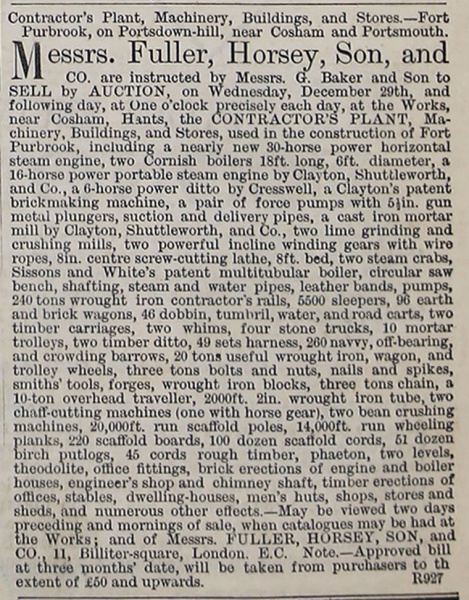 Contractor's Plant, Machinery, Buildings, and Stores.—Fort
Purbrook, on Portsdown-hill, near Cosham and Portsmouth.
Messrs. Fuller, Horsey, Son, and
CO. are instructed by Messrs. G. Baker and Son to
SELL by AUCTION, on Wednesday, December 29th, and
following day, at One o'clock precisely each day, at the Works,
near Cosham, Hants, the CONTRACTOR'S PLANT, Ma-
chinery, Buildings, and Stores, used in the construction of Fort
Purbrook, including a nearly new 30-horse power horizontal
steam engine, two Cornish boilers 18ft. long, 6ft. diameter, a
16-horse power portable steam engine by Clayton, Shuttleworth,
and Co., a 6-horse power ditto by Cresswell, a Clayton's patent
brickmaking machine, a pair of force pumps with 5½in. gun
metal plungers, suction and delivery pipes, a cast iron mortar
mill by Clayton, Shuttleworth, and Co., two lime grinding and
crushing mills, two powerful incline winding gears with wire
ropes, 8in. centre screw-cutting lathe, 8ft. bed, two steam crabs,
Sissons and White's patent multitubular boiler, circular saw
bench, shafting, steam and water pipes, leather bands, pumps,
240 tons wrought iron contractor's rails, 5500 sleepers, 96 earth
and brick wagons, 46 dobbin, tumbril, water, and road carts, two
timber carriages, two whims, four stone trucks, 10 mortar
trolleys, two timber ditto, 49 sets harness, 260 navvy, off-bearing,
and crowding barrows, 20 tons useful wrought iron, wagon, and
trolley wheels, three tons bolts and nuts, nails and spikes,
smiths' tools, forges, wrought iron blocks, three tons chain, a
10-ton overhead traveller, 2000ft. 2in. wrought iron tube, two
chaff-cutting machines (one with horse gear), two bean crushing
machines, 20,000ft. run scaffold poles, 14,000ft. run wheeling
planks, 220 scaffold boards, 100 dozen scaffold cords, 51 dozen
birch putlogs, 45 cords rough timber, phaeton, two levels,
theodolite, office fittings, brick erections of engine and boiler
houses, engineer's shop and chimney shaft, timber erections of
offices, stables, dwelling-houses, men's huts, shops, stores and
sheds, and numerous other effects.—May be viewed two days
preceding and mornings of sale, when catalogues may be had at
the Works; and of Messrs. FULLER, HORSEY, SON, and
CO., 11, Billiter-square, London. E.C. Note.—Approved bill
at three months' date, will be taken from purchasers to th
extent of £50 and upwards. R927